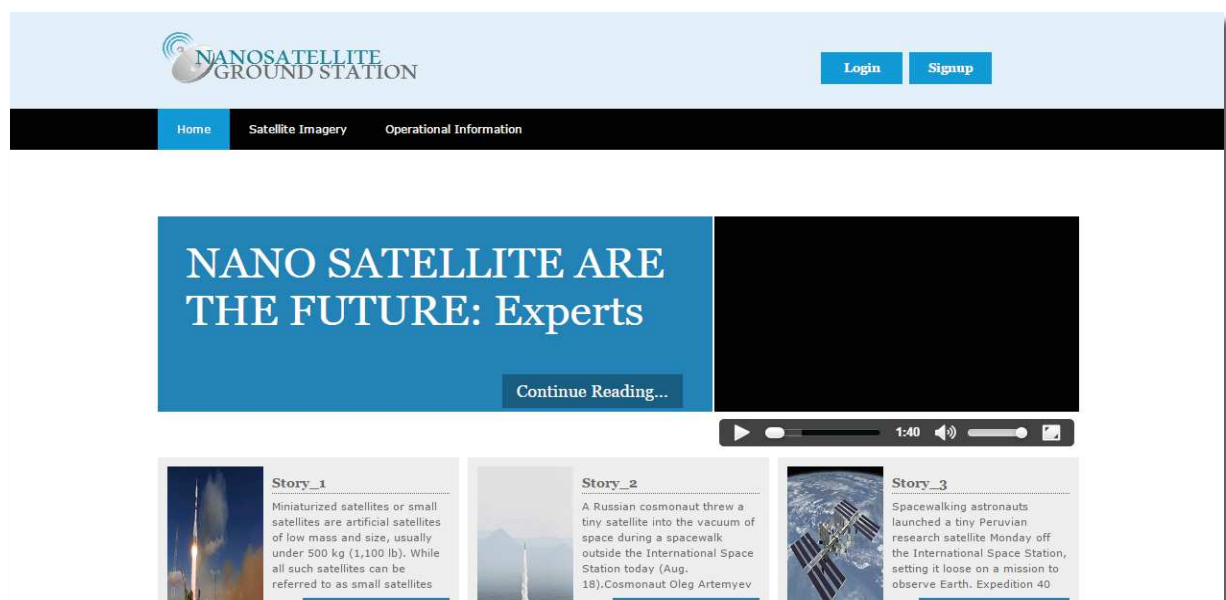 NANOSATELLITE
GROUND STATION
Login
Signup
Home
Satellite Imagery
Operational Information
NANO SATELLITE ARE
THE FUTURE: Experts
Continue Reading...
1:40
Story_1
Miniaturized satellites or small
satellites are artificial satellites
of low mass and size, usually
under 500 kg (1,100 lb). While
all such satellites can be
referred to as small satellites
Story_2
A Russian cosmonaut threw a
tiny satellite into the vacuum of
space during a spacewalk
outside the International Space
Station today (Aug.
18).Cosmonaut Oleg Artemyev
Story_3
Spacewalking astronauts
launched a tiny Peruvian
research satellite Monday off
the International Space Station,
setting it loose on a mission to
observe Earth. Expedition 40